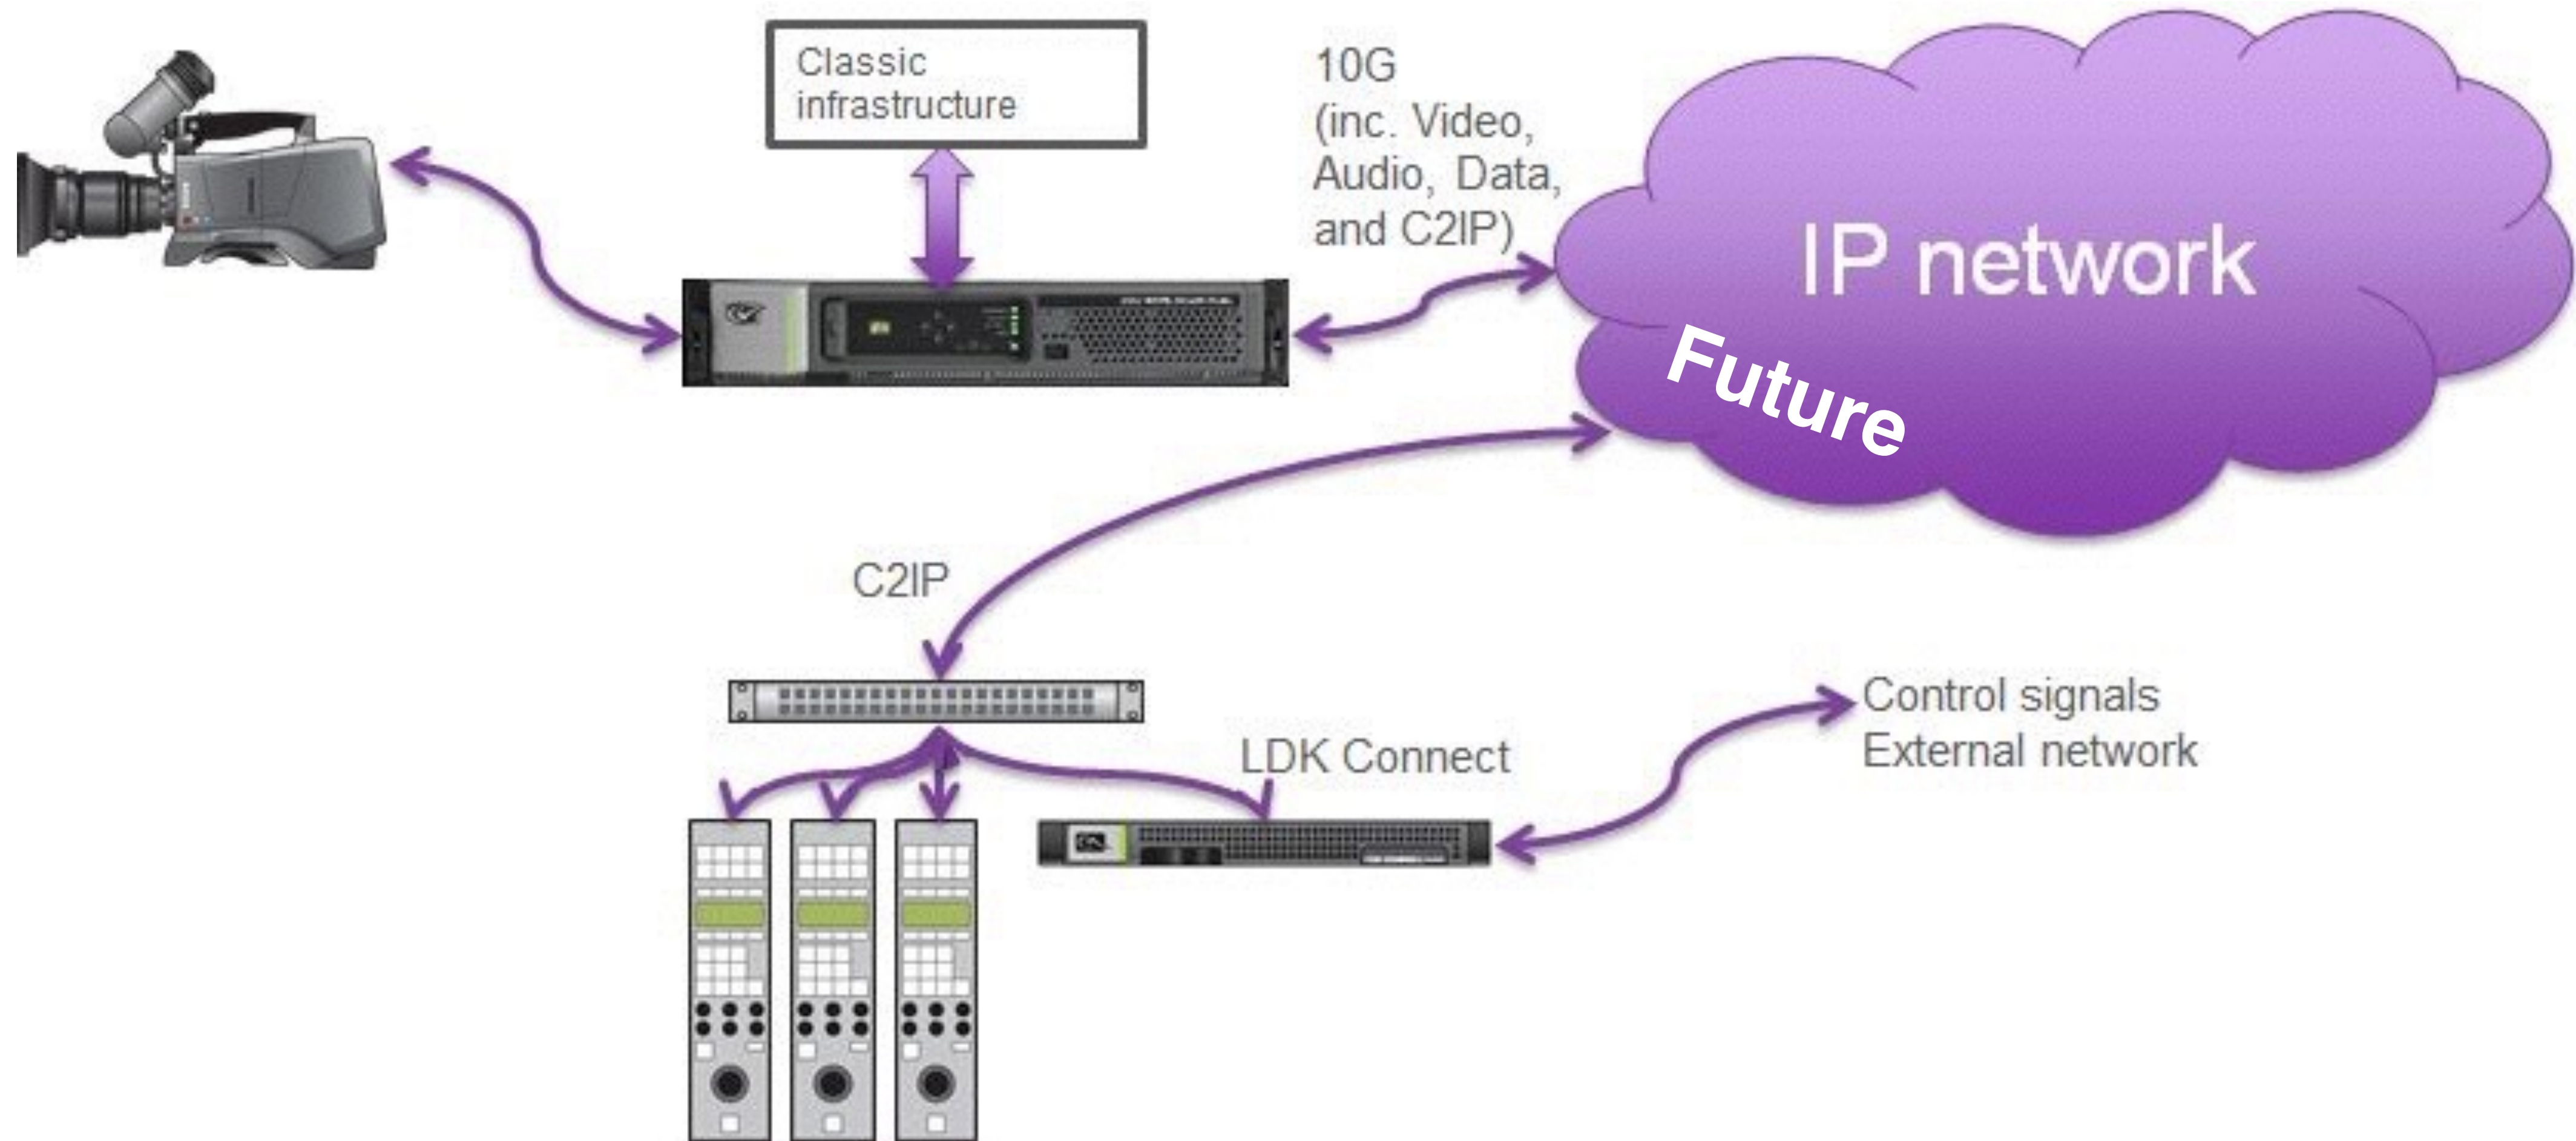 Classic
infrastructure
10G
(inc. Video,
Audio, Data,
and C2IP)
IP network
Future
C2IP
LDK Connect
Control signals
External network